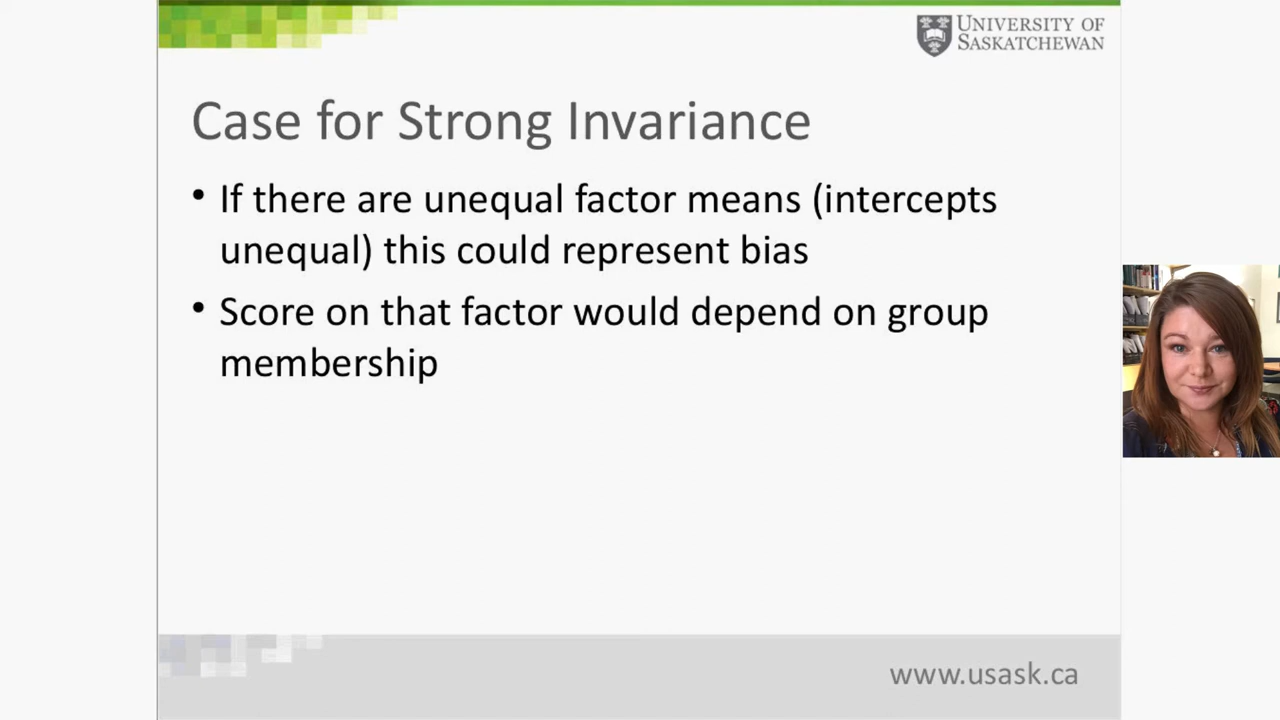 UNIVERSITY OF
SASKATCHEWAN
Case for Strong Invariance
• If there are unequal factor means (intercepts
unequal) this could represent bias
• Score on that factor would depend on group
membership
www.usask.ca